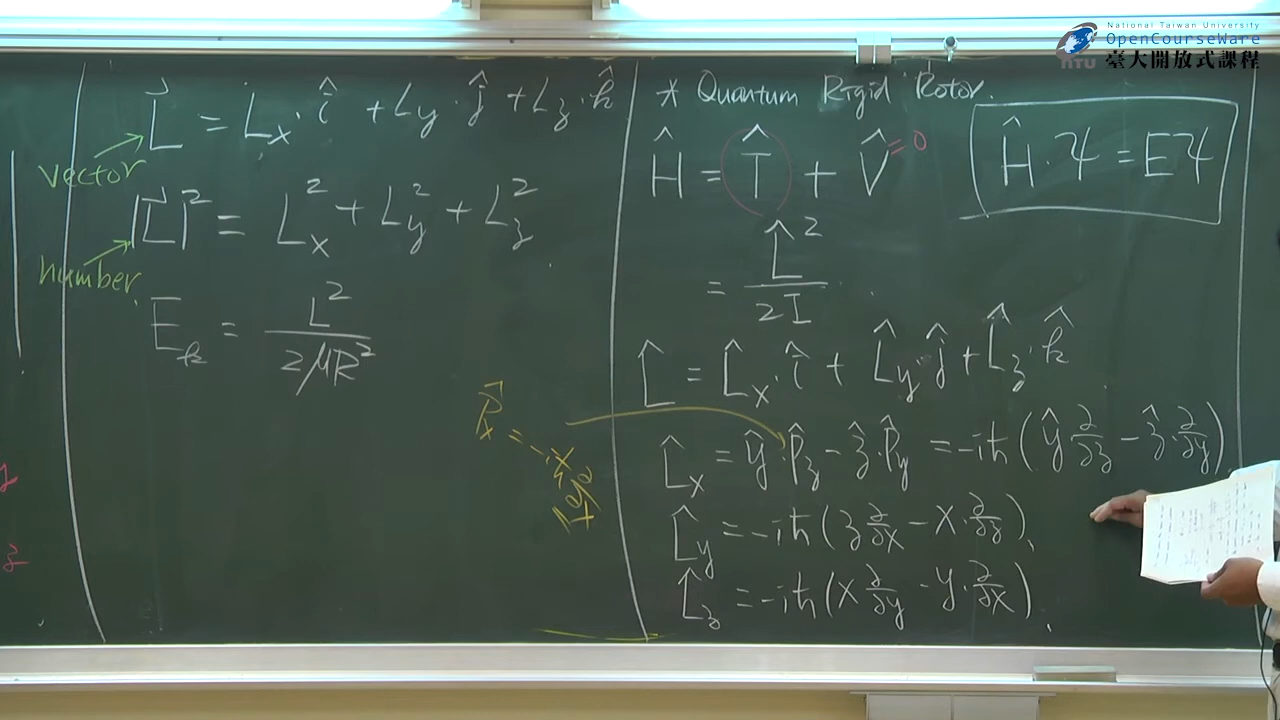 National Taiwan University
OpenCourseWare
臺大開放式課程
L⃗ = Lx·î + Ly·ĵ + Lz·k̂
vector
|L⃗|² = Lx² + Ly² + Lz²
number
Ek = L² / 2μR²
* Quantum Rigid Rotor.
Ĥ = T̂ + V̂ = 0
Ĥ·Ψ = EΨ
= L̂² / 2I
L̂ = L̂x·î + L̂y·ĵ + L̂z·k̂
L̂x = ŷ·P̂z − ẑ·P̂y = −iħ(ŷ ∂/∂z − ẑ·∂/∂y)
L̂y = −iħ(z ∂/∂x − x·∂/∂z)
L̂z = −iħ(x ∂/∂y − y·∂/∂x)